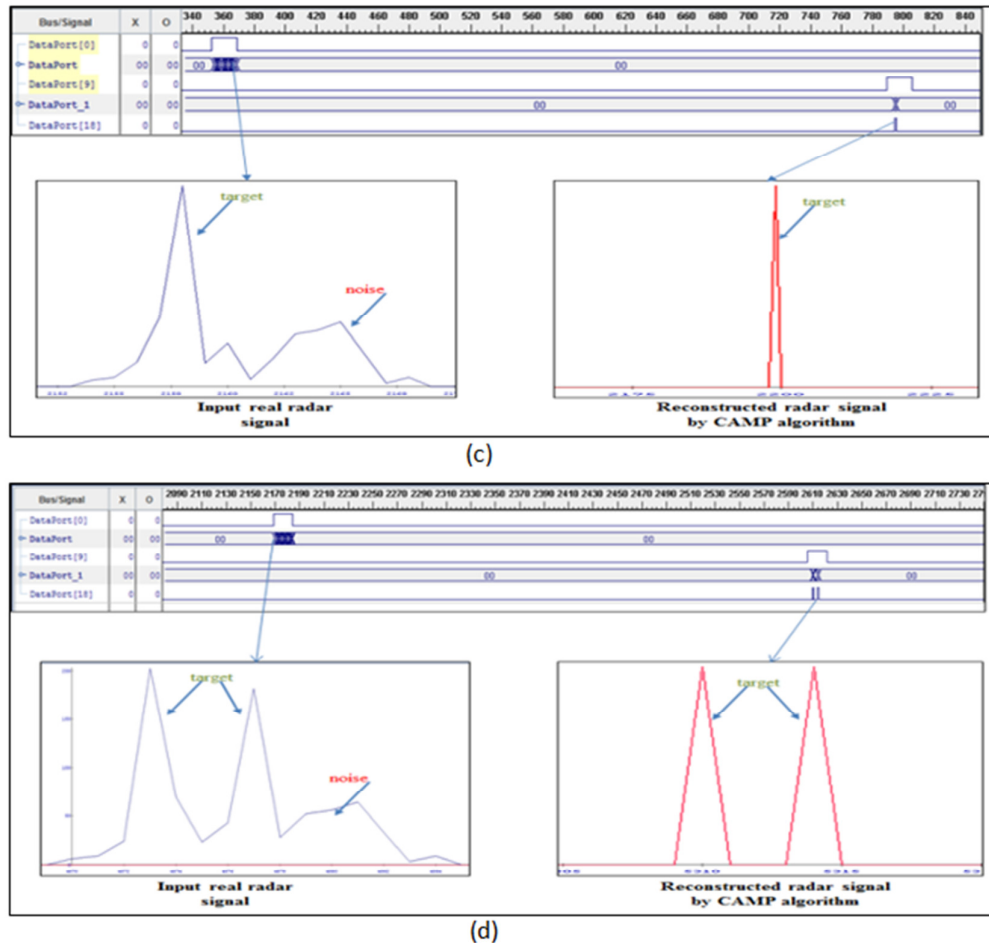 Bus/Signal X O 340 360 380 400 420 440 460 480 500 520 540 560 580 600 620 640 660 680 700 720 740 760 780 800 820 840
DataPort[0] 0 0
DataPort 00 00 00 00
DataPort[9] 0 0
DataPort_1 00 00 00 00
DataPort[18] 0 0
target
noise
target
2175 2200 2225
Input real radar signal
Reconstructed radar signal by CAMP algorithm
(c)
Bus/Signal X O 2090 2110 2130 2150 2170 2190 2210 2230 2250 2270 2290 2310 2330 2350 2370 2390 2410 2430 2450 2470 2490 2510 2530 2550 2570 2590 2610 2630 2650 2670 2690 2710 2730
DataPort[0] 0 0
DataPort 00 00 00 00
DataPort[9] 0 0
DataPort_1 00 00 00 00
DataPort[18] 0 0
target
noise
target
Input real radar signal
Reconstructed radar signal by CAMP algorithm
(d)